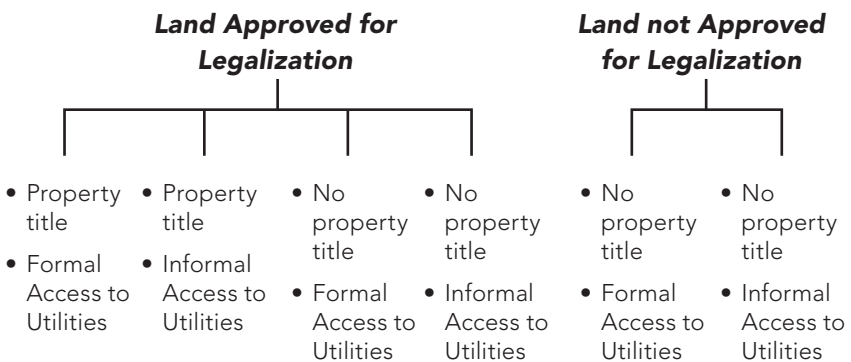 Land Approved for
Legalization
• Property
title
• Formal
Access to
Utilities
• Property
title
• Informal
Access to
Utilities
• No
property
title
• Formal
Access to
Utilities
• No
property
title
• Informal
Access to
Utilities
Land not Approved
for Legalization
• No
property
title
• Formal
Access to
Utilities
• No
property
title
• Informal
Access to
Utilities